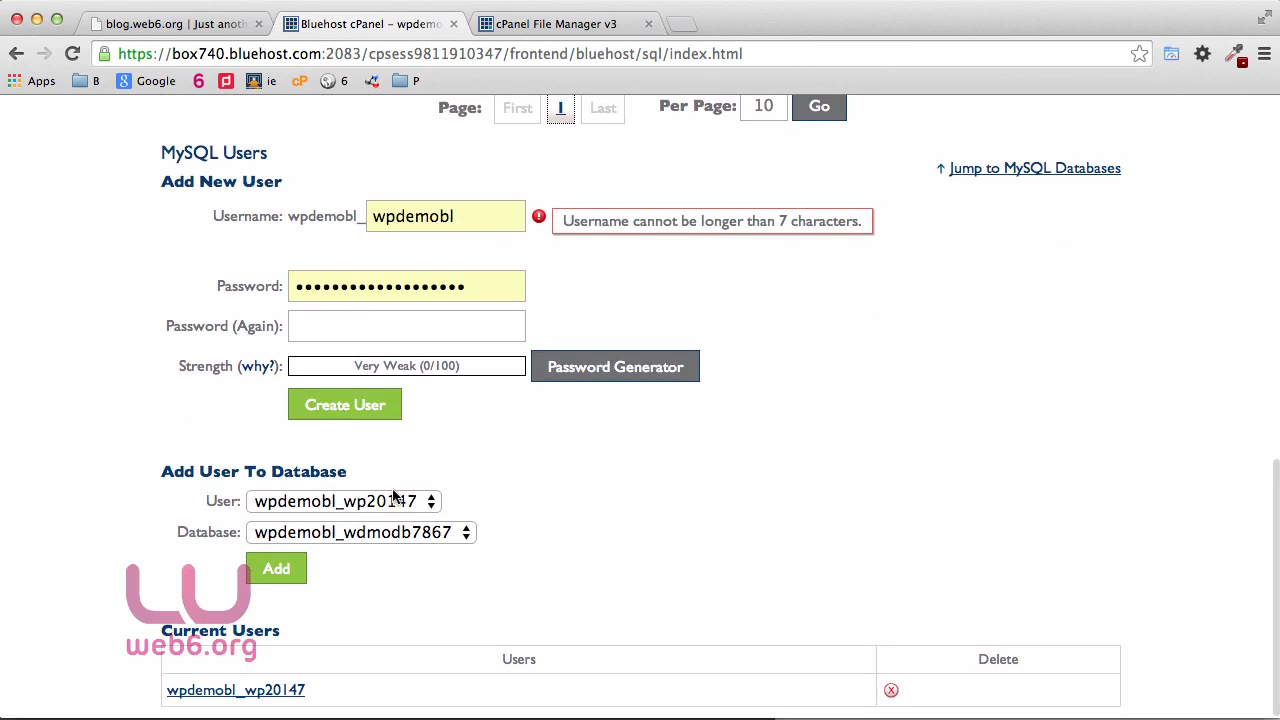 blog.web6.org | Just anoth
Bluehost cPanel – wpdemo
cPanel File Manager v3
https://box740.bluehost.com:2083/cpsess9811910347/frontend/bluehost/sql/index.html
Apps B Google 6 ie cP 6 P
Page: First 1 Last Per Page: 10 Go
MySQL Users
Jump to MySQL Databases
Add New User
Username: wpdemobl_ wpdemobl Username cannot be longer than 7 characters.
Password: •••••••••••••••••••
Password (Again):
Strength (why?): Very Weak (0/100) Password Generator
Create User
Add User To Database
User: wpdemobl_wp20147
Database: wpdemobl_wdmodb7867
Add
Current Users
web6.org
Users Delete
wpdemobl_wp20147